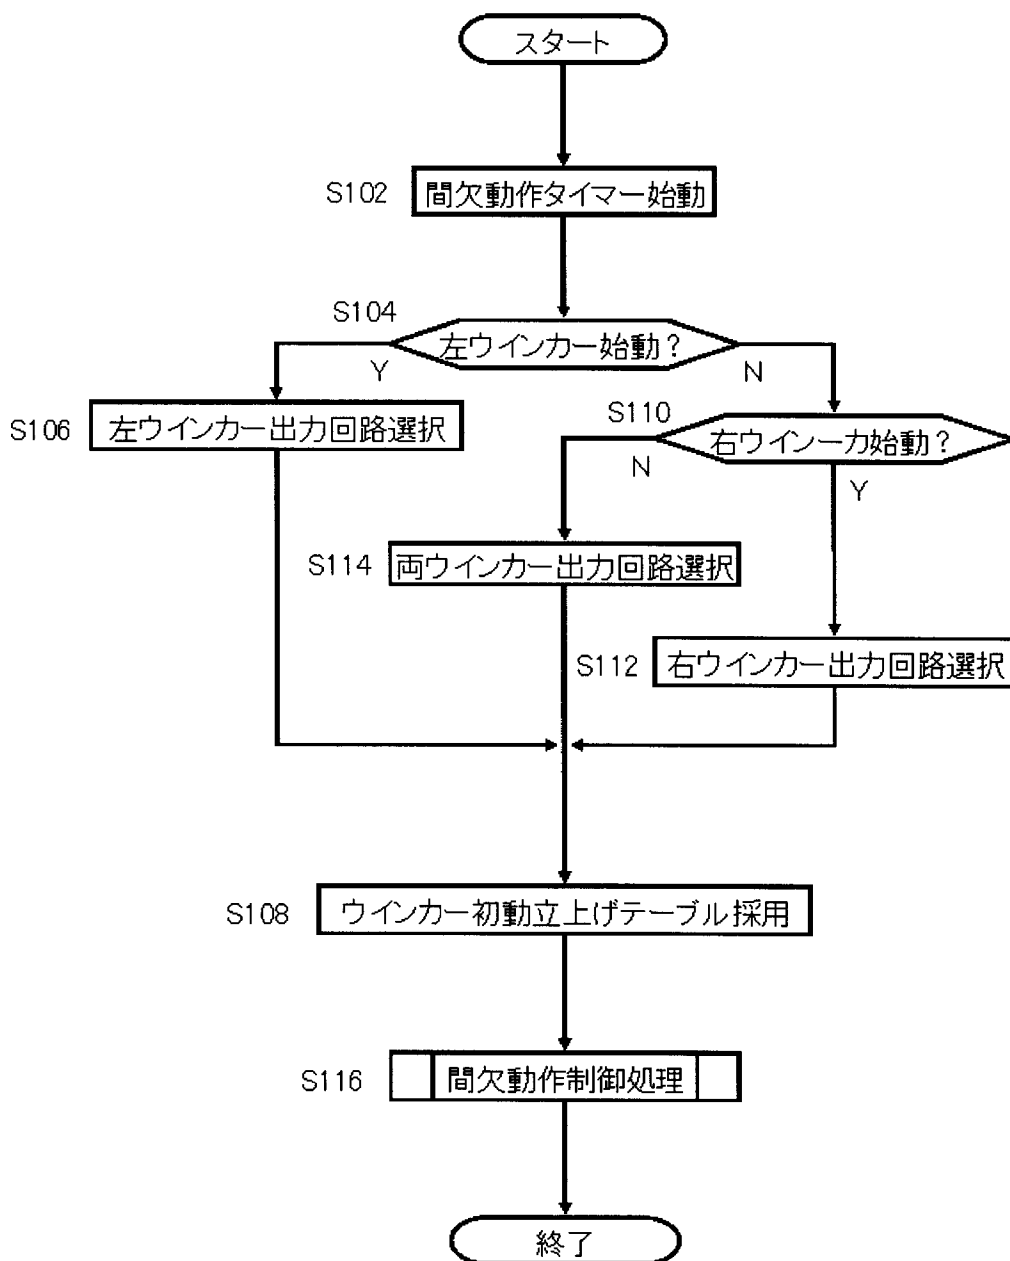 スタート
S102
間欠動作タイマー始動
S104
左ウインカー始動？
Y
N
S106
左ウインカー出力回路選択
S110
右ウインーカ始動？
N
Y
S114
両ウインカー出力回路選択
S112
右ウインカー出力回路選択
S108
ウインカー初動立上げテーブル採用
S116
間欠動作制御処理
終了